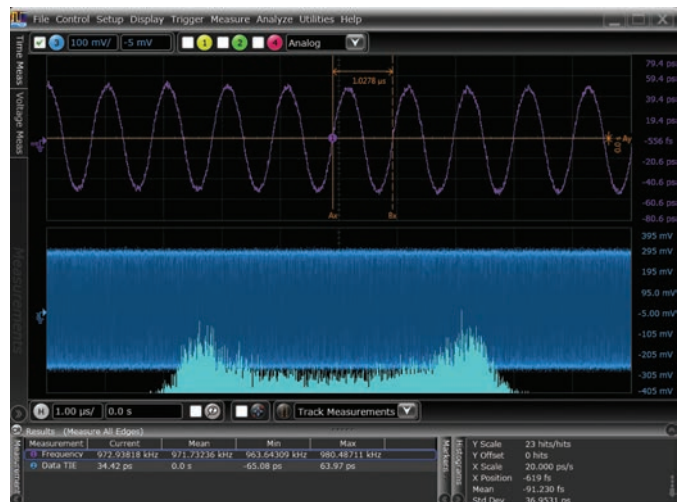 File Control Setup Display Trigger Measure Analyze Utilities Help
3 100 mV/ -5 mV 1 2 4 Analog
Time Meas
Voltage Meas
Measurements
1.0278 µs
Ax
Bx
Ay
0.0 s
79.4 ps
59.4 ps
39.4 ps
19.4 ps
-556 fs
-20.6 ps
-40.6 ps
-60.6 ps
-80.6 ps
395 mV
295 mV
195 mV
95.0 mV
-5.00 mV
-105 mV
-205 mV
-305 mV
-405 mV
H 1.00 µs/ 0.0 s Track Measurements
Results (Measure All Edges)
Measurement Current Mean Min Max
Frequency 972.93818 kHz 971.73236 kHz 963.64309 kHz 980.48711 kHz
Data TIE 34.42 ps 0.0 s -65.08 ps 63.97 ps
Measurement
Markers
Histograms
Y Scale 23 hits/hits
Y Offset 0 hits
X Scale 20.000 ps/s
X Position -619 fs
Mean -91.230 fs
Std Dev 36.9531 ps